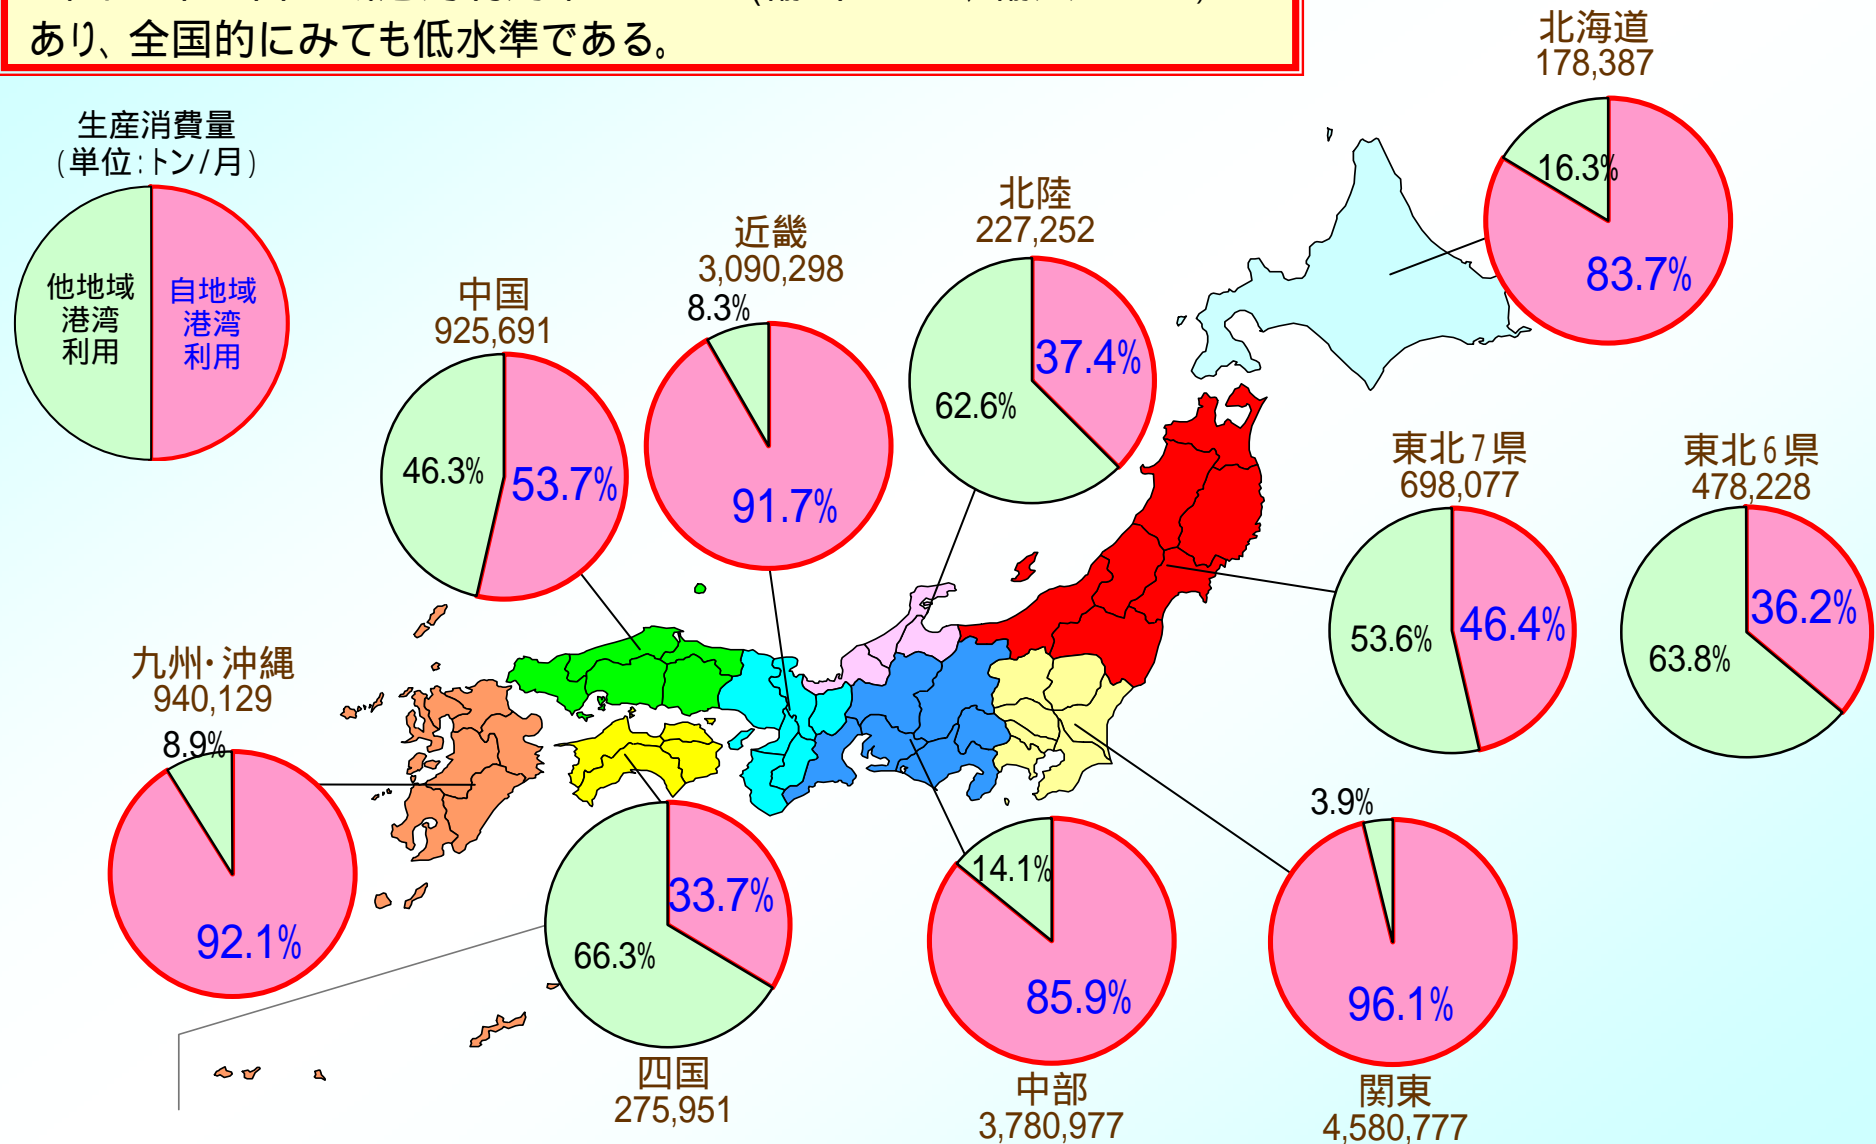 あり、全国的にみても低水準である。
生産消費量
(単位:トン/月)
他地域
港湾
利用
自地域
港湾
利用
北海道
178,387
16.3%
83.7%
北陸
227,252
37.4%
62.6%
近畿
3,090,298
8.3%
91.7%
中国
925,691
46.3%
53.7%
東北7県
698,077
53.6%
46.4%
東北6県
478,228
36.2%
63.8%
九州・沖縄
940,129
8.9%
92.1%
33.7%
66.3%
四国
275,951
14.1%
85.9%
中部
3,780,977
3.9%
96.1%
関東
4,580,777